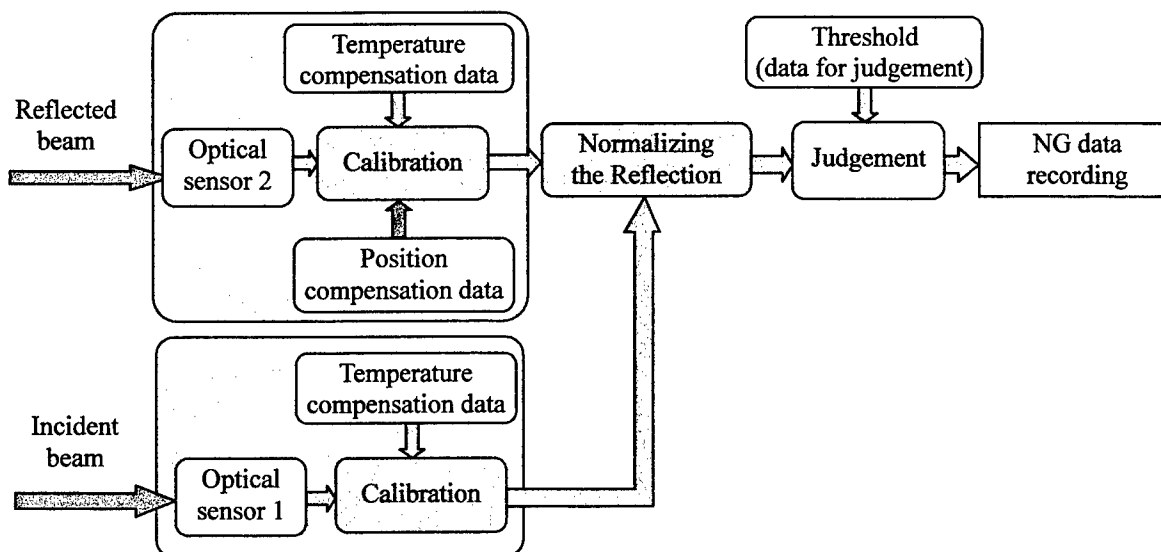 Temperature
compensation data
Threshold
(data for judgement)
Reflected
beam
Optical
sensor 2
Calibration
Normalizing
the Reflection
Judgement
NG data
recording
Position
compensation data
Temperature
compensation data
Incident
beam
Optical
sensor 1
Calibration